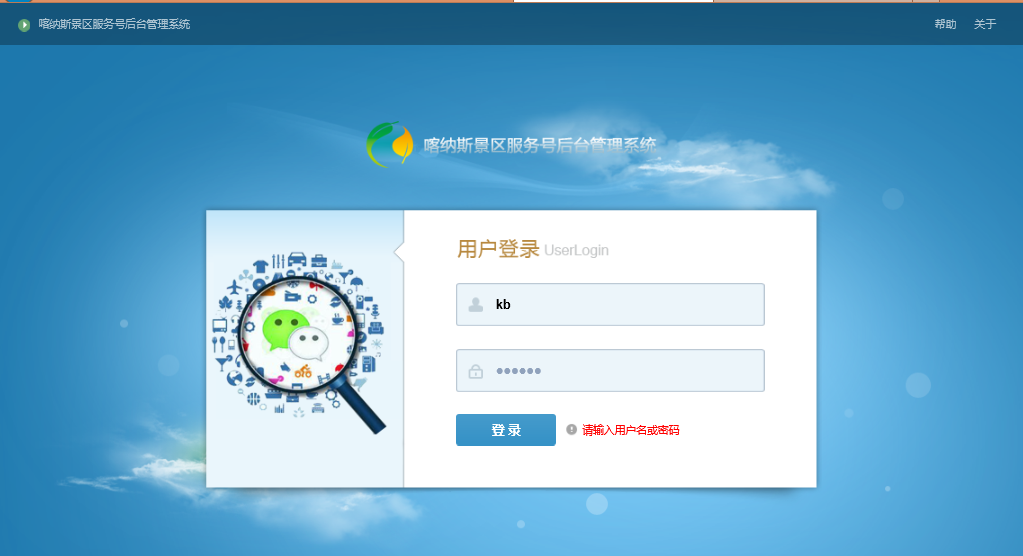 喀纳斯景区服务号后台管理系统
帮助 关于
喀纳斯景区服务号后台管理系统
用户登录 UserLogin
kb
••••••
登 录
请输入用户名或密码